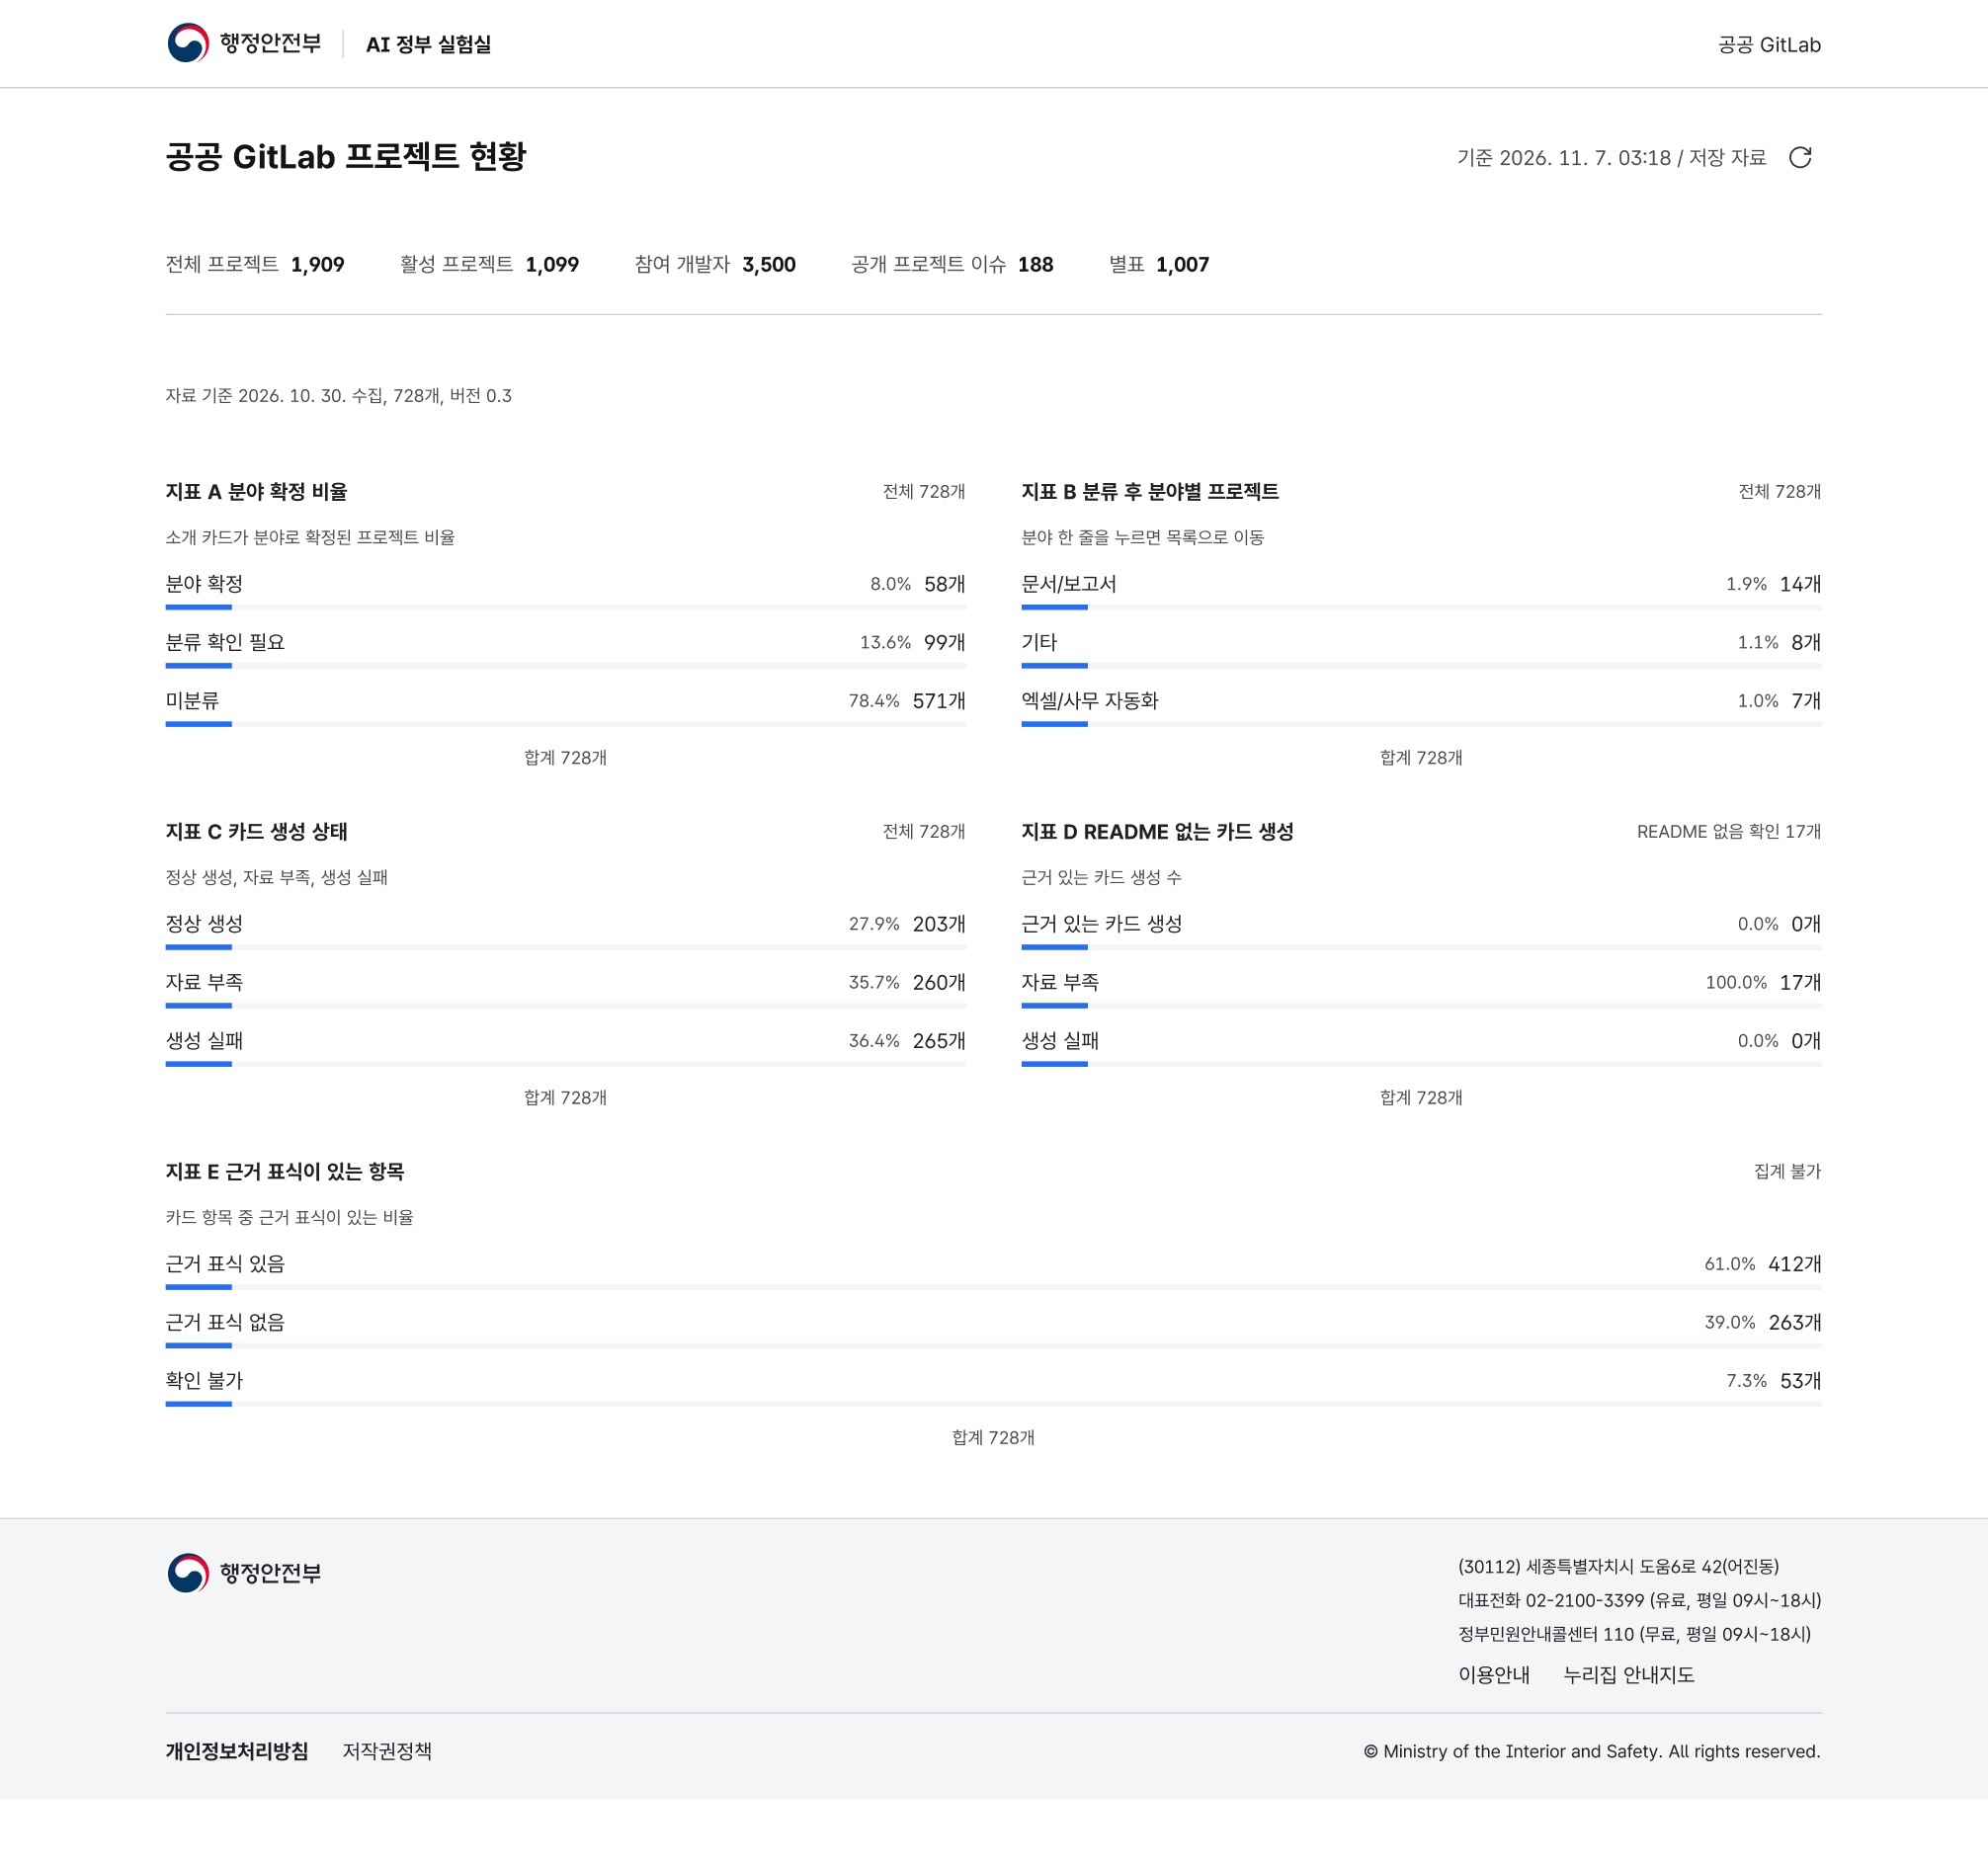 행정안전부
AI 정부 실험실
공공 GitLab
공공 GitLab 프로젝트 현황
기준 2026. 11. 7. 03:18 / 저장 자료
전체 프로젝트 1,909 활성 프로젝트 1,099 참여 개발자 3,500 공개 프로젝트 이슈 188 별표 1,007
자료 기준 2026. 10. 30. 수집, 728개, 버전 0.3
지표 A 분야 확정 비율 전체 728개
소개 카드가 분야로 확정된 프로젝트 비율
분야 확정 8.0% 58개
분류 확인 필요 13.6% 99개
미분류 78.4% 571개
합계 728개
지표 B 분류 후 분야별 프로젝트 전체 728개
분야 한 줄을 누르면 목록으로 이동
문서/보고서 1.9% 14개
기타 1.1% 8개
엑셀/사무 자동화 1.0% 7개
합계 728개
지표 C 카드 생성 상태 전체 728개
정상 생성, 자료 부족, 생성 실패
정상 생성 27.9% 203개
자료 부족 35.7% 260개
생성 실패 36.4% 265개
합계 728개
지표 D README 없는 카드 생성 README 없음 확인 17개
근거 있는 카드 생성 수
근거 있는 카드 생성 0.0% 0개
자료 부족 100.0% 17개
생성 실패 0.0% 0개
합계 728개
지표 E 근거 표식이 있는 항목 집계 불가
카드 항목 중 근거 표식이 있는 비율
근거 표식 있음 61.0% 412개
근거 표식 없음 39.0% 263개
확인 불가 7.3% 53개
합계 728개
행정안전부
(30112) 세종특별자치시 도움6로 42(어진동)
대표전화 02-2100-3399 (유료, 평일 09시~18시)
정부민원안내콜센터 110 (무료, 평일 09시~18시)
이용안내 누리집 안내지도
개인정보처리방침 저작권정책
© Ministry of the Interior and Safety. All rights reserved.